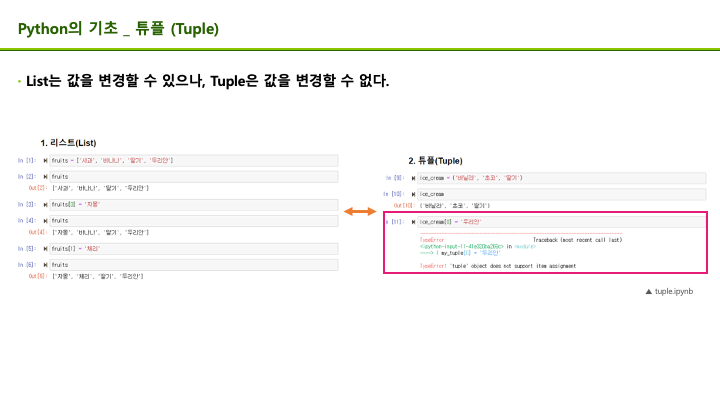 Python의 기초 _ 튜플 (Tuple)
• List는 값을 변경할 수 있으나, Tuple은 값을 변경할 수 없다.
1. 리스트(List)
In [1]: fruits = ['사과', '바나나', '딸기', '두리안']
In [2]: fruits
Out[2]: ['사과', '바나나', '딸기', '두리안']
In [3]: fruits[0] = '자몽'
In [4]: fruits
Out[4]: ['자몽', '바나나', '딸기', '두리안']
In [5]: fruits[1] = '체리'
In [6]: fruits
Out[6]: ['자몽', '체리', '딸기', '두리안']
2. 튜플(Tuple)
In [9]: ice_cream = ('바닐라', '초코', '딸기')
In [10]: ice_cream
Out[10]: ('바닐라', '초코', '딸기')
In [11]: ice_cream[0] = '두리안'
TypeError Traceback (most recent call last)
in <module>
----> 1 my_tuple[0] = '두리안'
TypeError: 'tuple' object does not support item assignment
▲ tuple.ipynb